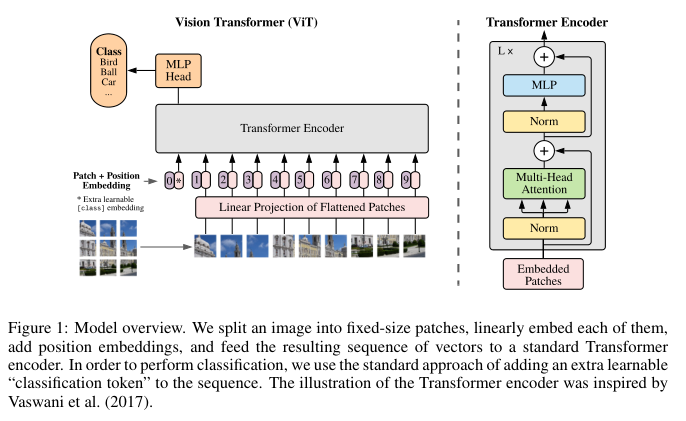 Vision Transformer (ViT)
Class
Bird
Ball
Car
...
MLP
Head
Transformer Encoder
Patch + Position
Embedding
* Extra learnable
[class] embedding
0 * 1 2 3 4 5 6 7 8 9
Linear Projection of Flattened Patches
Transformer Encoder
L x
+
MLP
Norm
+
Multi-Head
Attention
Norm
Embedded
Patches
Figure 1: Model overview. We split an image into fixed-size patches, linearly embed each of them,
add position embeddings, and feed the resulting sequence of vectors to a standard Transformer
encoder. In order to perform classification, we use the standard approach of adding an extra learnable
“classification token” to the sequence. The illustration of the Transformer encoder was inspired by
Vaswani et al. (2017).